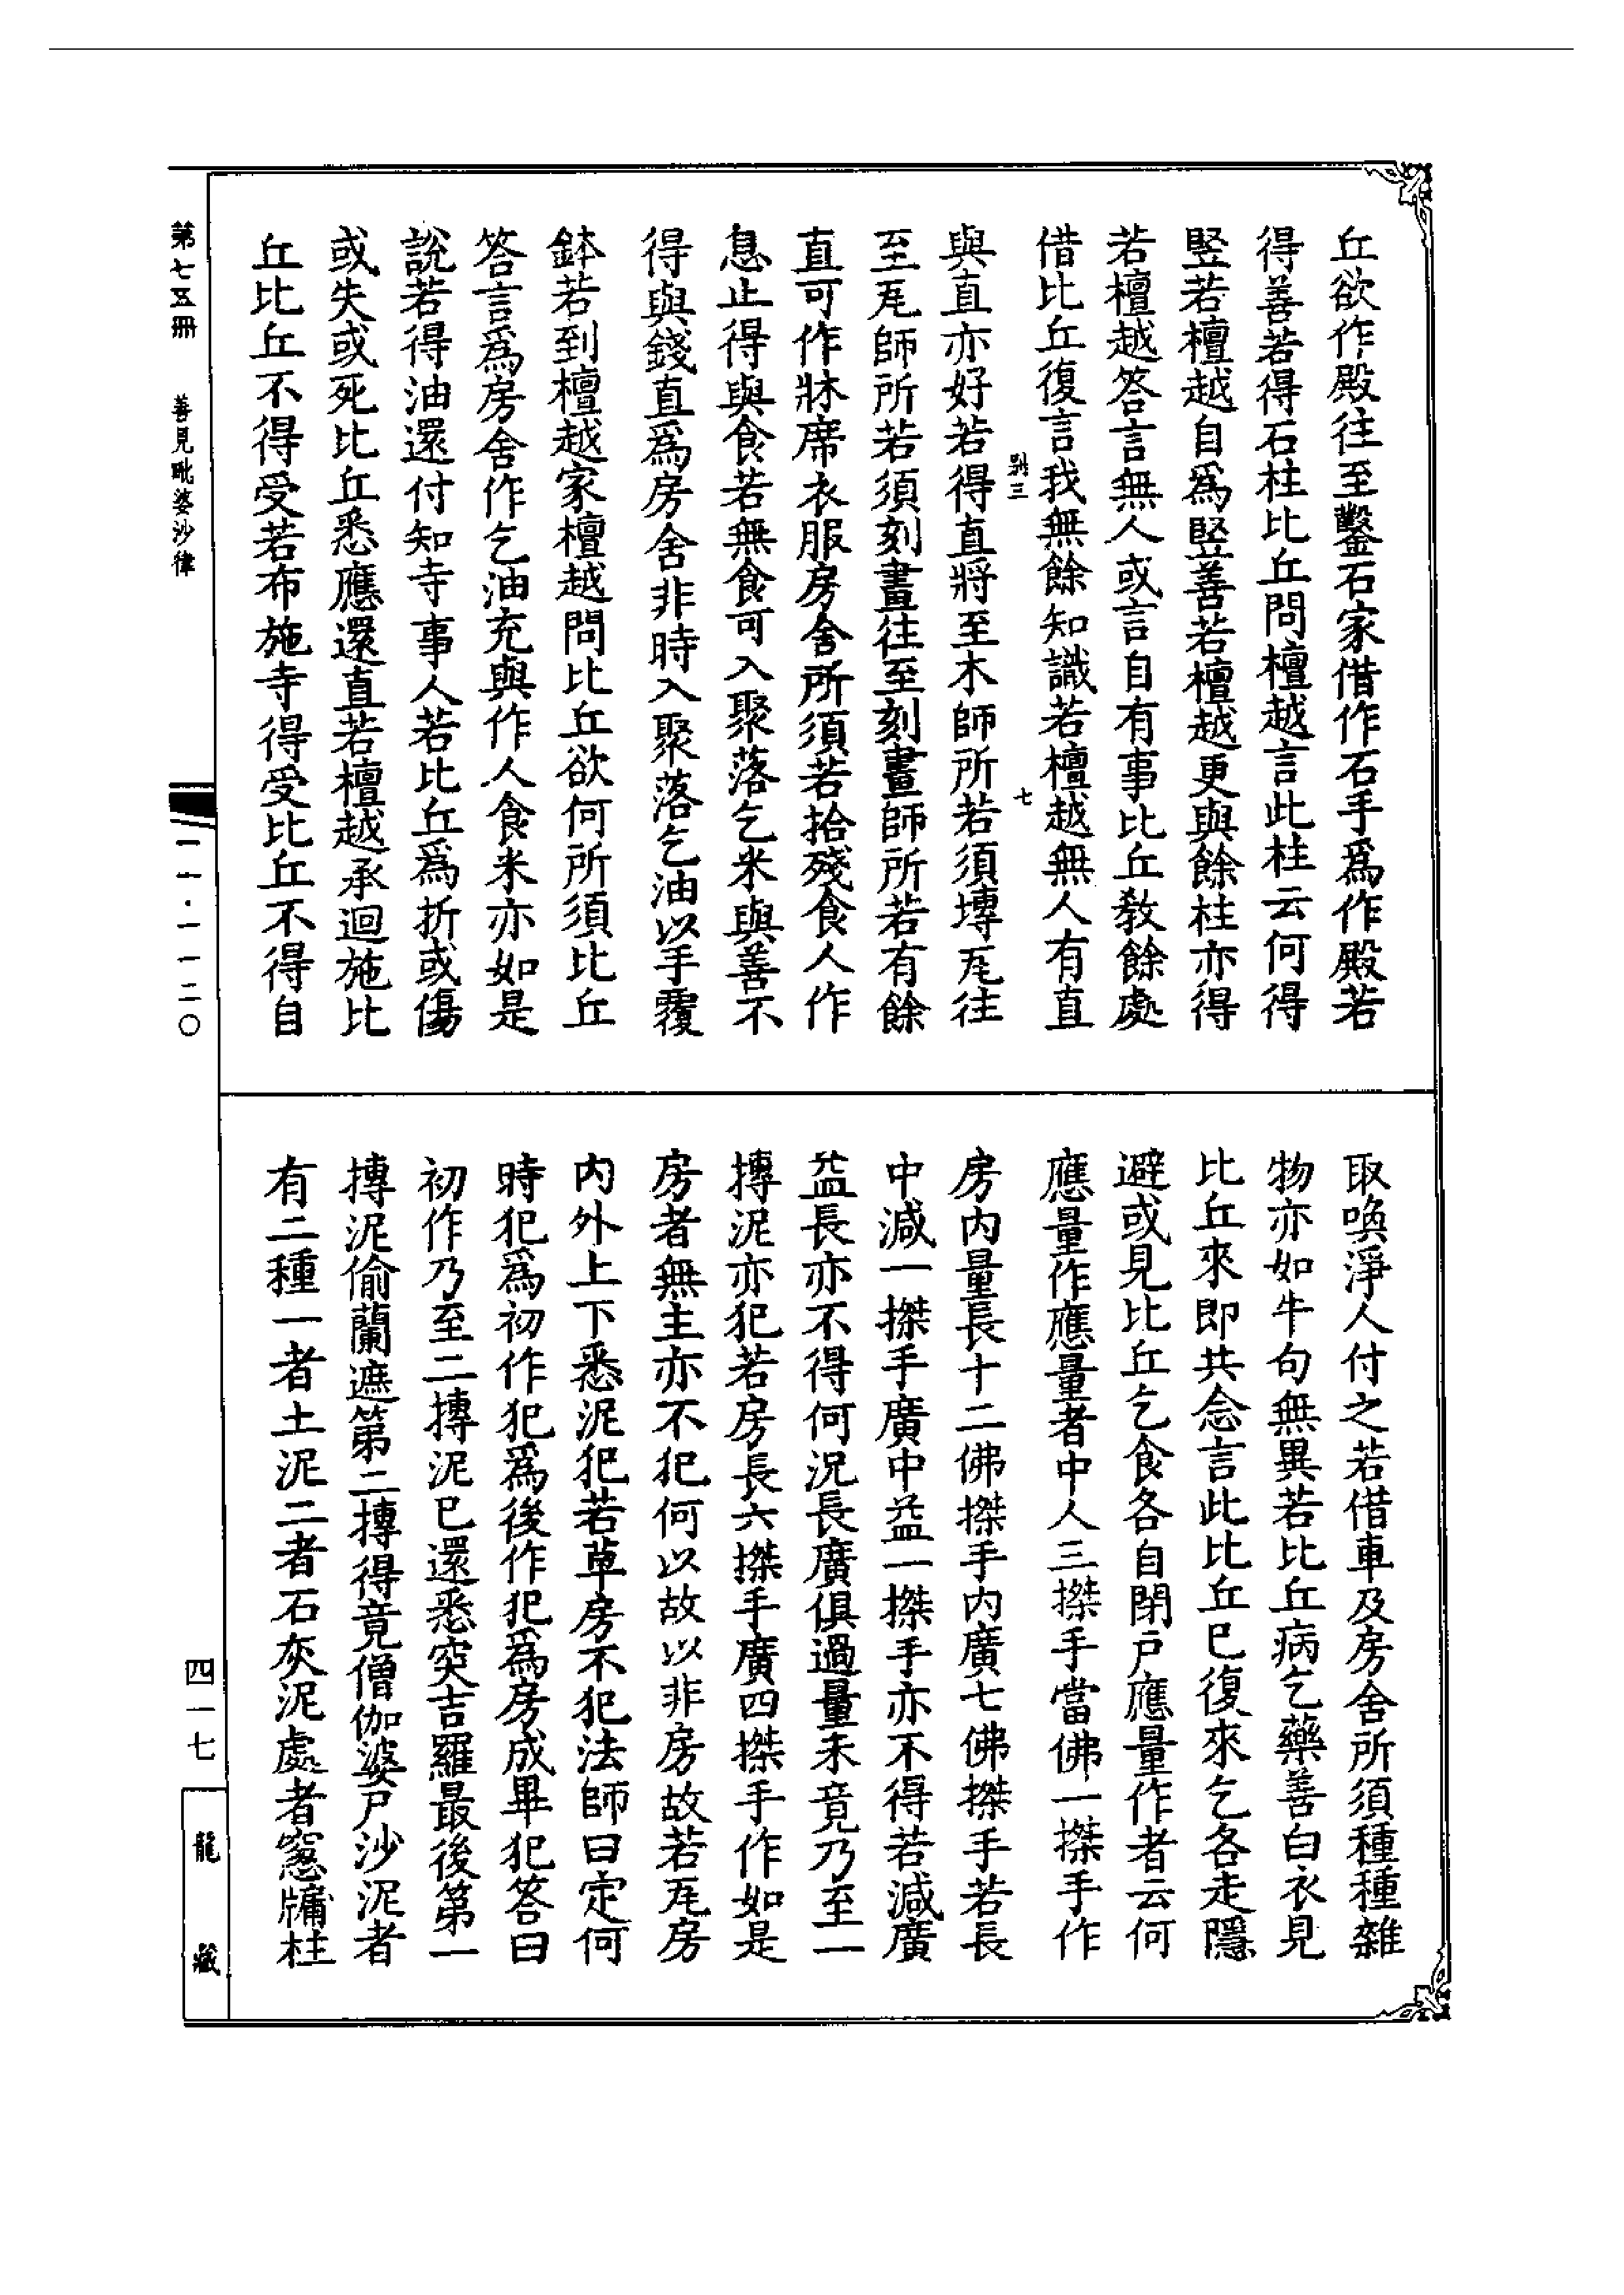 丘欲作殿往至鑿石家借作石手爲作殿若
得善若得石柱比丘問檀越言此柱云何得
竪若檀越自爲竪善若檀越更與餘柱亦得
若檀越答言無人或言自有事比丘教餘處
借比丘復言我無餘知識若檀越無人有直
別三 七
與直亦好若得直將至木師所若須塼瓦往
至瓦師所若須刻畫往至刻畫師所若有餘
直可作牀席衣服房舍所須若拾殘食人作
息止得與食若無食可入聚落乞米與善不
得與錢直爲房舍非時入聚落乞油以手覆
鉢若到檀越家檀越問比丘欲何所須比丘
答言爲房舍作乞油充與作人食米亦如是
說若得油還付知寺事人若比丘爲折或傷
或失或死比丘悉應還直若檀越承迴施比
丘比丘不得受若布施寺得受比丘不得自
取喚淨人付之若借車及房舍所須種種雜
物亦如牛句無異若比丘病乞藥善白衣見
比丘來即共念言此比丘已復來乞各走隱
避或見比丘乞食各自閉戶應量作者云何
應量作應量者中人三搩手當佛一搩手作
房內量長十二佛搩手內廣七佛搩手若長
中減一搩手廣中益一搩手亦不得若減廣
益長亦不得何況長廣俱過量未竟乃至一
摶泥亦犯若房長六搩手廣四搩手作如是
房者無主亦不犯何以故以非房故若瓦房
內外上下悉泥犯若草房不犯法師曰定何
時犯爲初作犯爲後作犯爲房成畢犯答曰
初作乃至二摶泥已還悉突吉羅最後第一
摶泥偷蘭遮第二摶得竟僧伽婆尸沙泥者
有二種一者土泥二者石灰泥處者窻牖柱
第七五冊 善見毗婆沙律
一一·一一二〇
四一七
龍藏